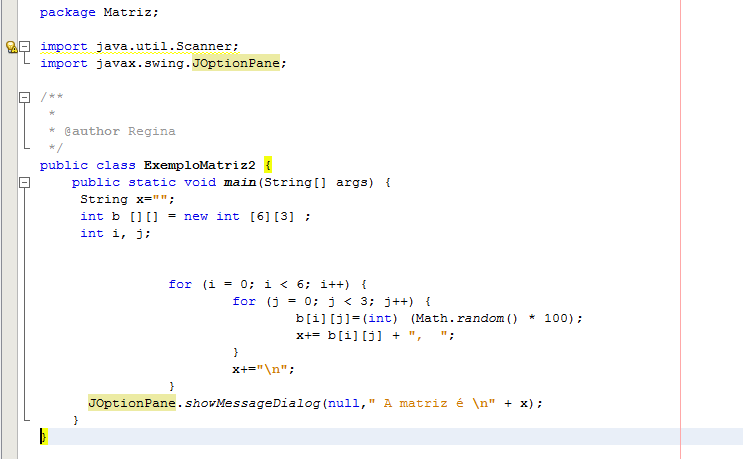 package Matriz;
import java.util.Scanner;
import javax.swing.JOptionPane;
/**
 *
 * @author Regina
 */
public class ExemploMatriz2 {
    public static void main(String[] args) {
     String x="";
     int b [][] = new int [6][3] ;
     int i, j;
                for (i = 0; i < 6; i++) {
                        for (j = 0; j < 3; j++) {
                                b[i][j]=(int) (Math.random() * 100);
                                x+= b[i][j] + ",  ";
                        }
                        x+="\n";
                }
      JOptionPane.showMessageDialog(null," A matriz é \n" + x);
    }
}